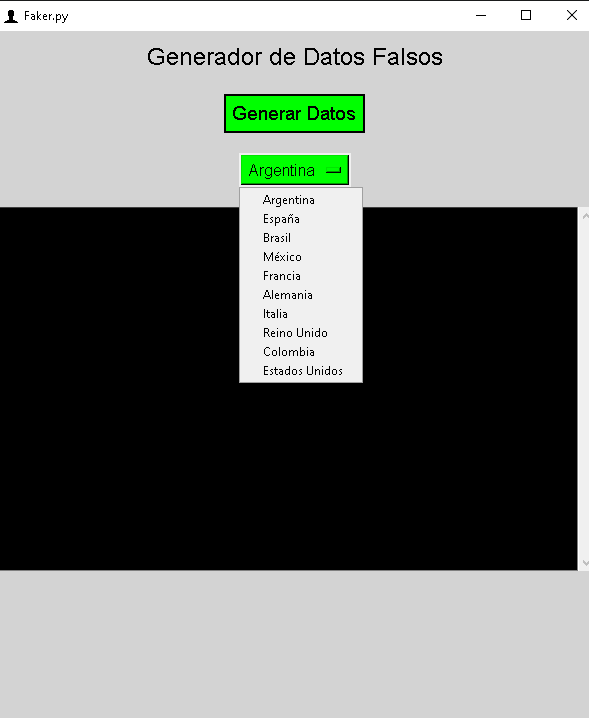 Faker.py
Generador de Datos Falsos
Generar Datos
Argentina
Argentina
España
Brasil
México
Francia
Alemania
Italia
Reino Unido
Colombia
Estados Unidos